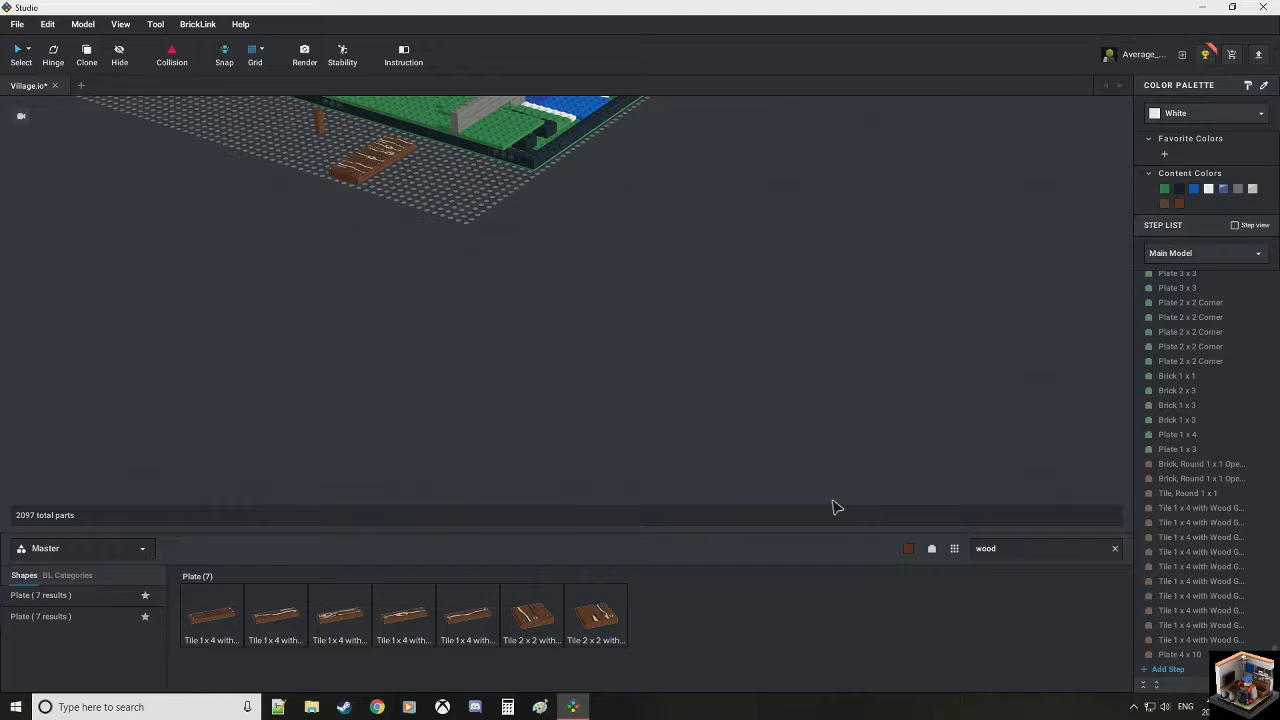 Studio
File Edit Model View Tool BrickLink Help
Select Hinge Clone Hide Collision Snap Grid Render Stability Instruction
Average_...
Village.io*
COLOR PALETTE
White
Favorite Colors
Content Colors
STEP LIST
Step view
Main Model
Plate 3 x 3
Plate 3 x 3
Plate 2 x 2 Corner
Plate 2 x 2 Corner
Plate 2 x 2 Corner
Plate 2 x 2 Corner
Plate 2 x 2 Corner
Brick 1 x 1
Brick 2 x 3
Brick 1 x 3
Brick 1 x 3
Plate 1 x 4
Plate 1 x 3
Brick, Round 1 x 1 Ope...
Brick, Round 1 x 1 Ope...
Tile, Round 1 x 1
Tile 1 x 4 with Wood G...
Tile 1 x 4 with Wood G...
Tile 1 x 4 with Wood G...
Tile 1 x 4 with Wood G...
Tile 1 x 4 with Wood G...
Tile 1 x 4 with Wood G...
Tile 1 x 4 with Wood G...
Tile 1 x 4 with Wood G...
Tile 1 x 4 with Wood G...
Tile 1 x 4 with Wood G...
Plate 4 x 10
Add Step
2097 total parts
Master
wood
Shapes BL Categories
Plate ( 7 results )
Plate ( 7 results )
Plate (7)
Tile 1 x 4 with... Tile 1 x 4 with... Tile 1 x 4 with... Tile 1 x 4 with... Tile 1 x 4 with... Tile 2 x 2 with... Tile 2 x 2 with...
Type here to search